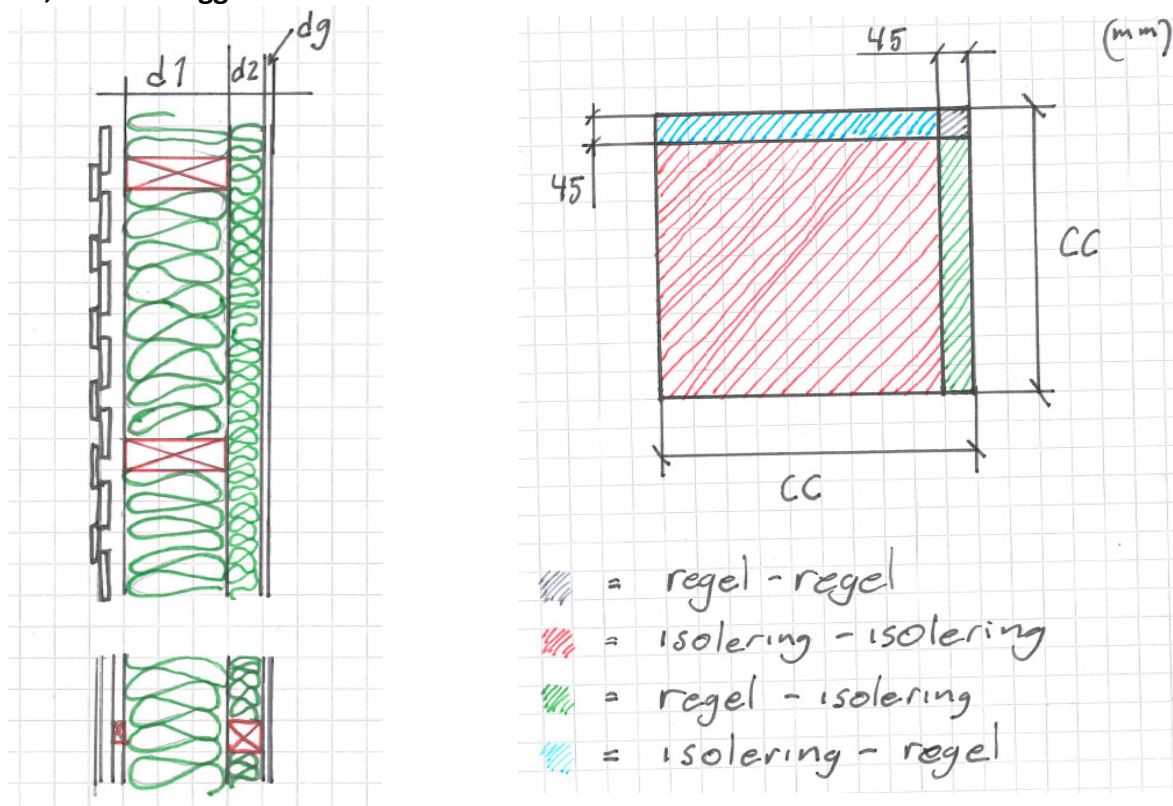 dg
d1
d2
45
(mm)
45
CC
CC
= regel - regel
= isolering - isolering
= regel - isolering
= isolering - regel